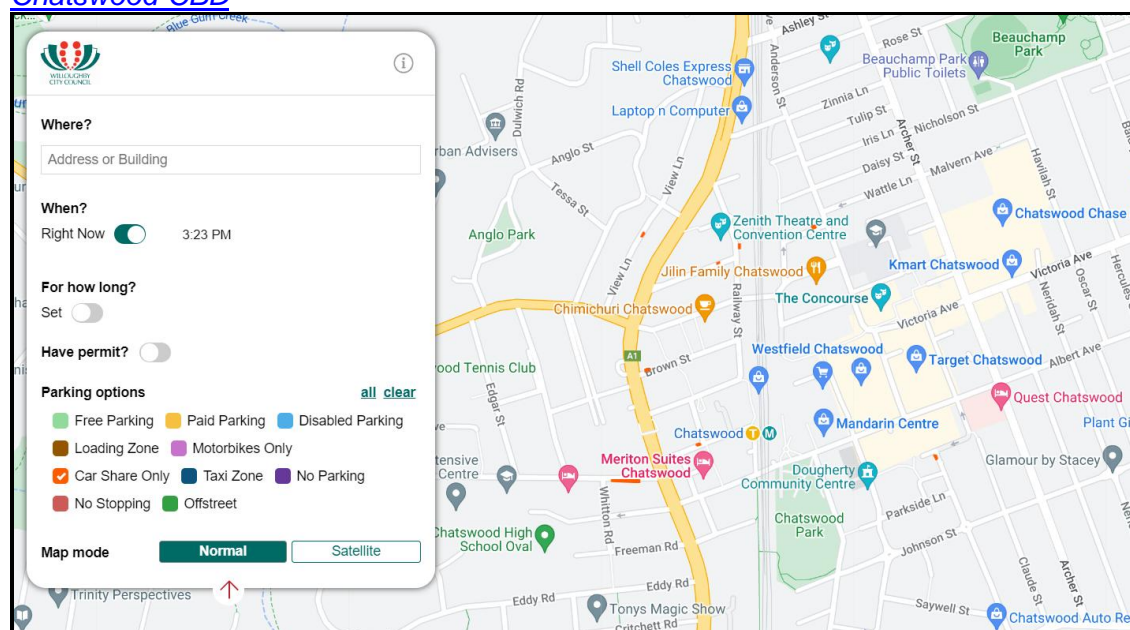 Chatswood CBD
WILLOUGHBY
CITY COUNCIL
Where?
Address or Building
When?
Right Now 3:23 PM
For how long?
Set
Have permit?
Parking options all clear
Free Parking Paid Parking Disabled Parking
Loading Zone Motorbikes Only
Car Share Only Taxi Zone No Parking
No Stopping Offstreet
Map mode Normal Satellite
Blue Gum Creek
Ashley St
Rose St
Beauchamp
Park
Beauchamp Park
Public Toilets
Shell Coles Express
Chatswood
Anderson St
Zinnia Ln
Laptop n Computer
Tulip St
Nicholson St
Iris Ln
Archer St
Dulwich Rd
rban Advisers
Anglo St
Daisy St
Malvern Ave
Havilah St
Wattle Ln
View Ln
Tessa St
Zenith Theatre and
Convention Centre
Chatswood Chase
Anglo Park
Kmart Chatswood
Victoria Ave
Oscar St
Hercules
Neridah St
Jilin Family Chatswood
View Ln
The Concourse
Railway St
Chimichuri Chatswood
Victoria Ave
Westfield Chatswood
Target Chatswood
Albert Ave
A1
Brown St
ood Tennis Club
Edgar St
Quest Chatswood
Mandarin Centre
Plant Gi
Chatswood T M
tensive
Centre
Meriton Suites
Chatswood
Dougherty
Community Centre
Glamour by Stacey
Whitton Rd
Parkside Ln
Chatswood
Park
Chatswood High
School Oval
Freeman Rd
Johnson St
Claude St
Archer St
Eddy Rd
Eddy Rd
Trinity Perspectives
Tonys Magic Show
Saywell St
Chatswood Auto Re
Critchett Rd